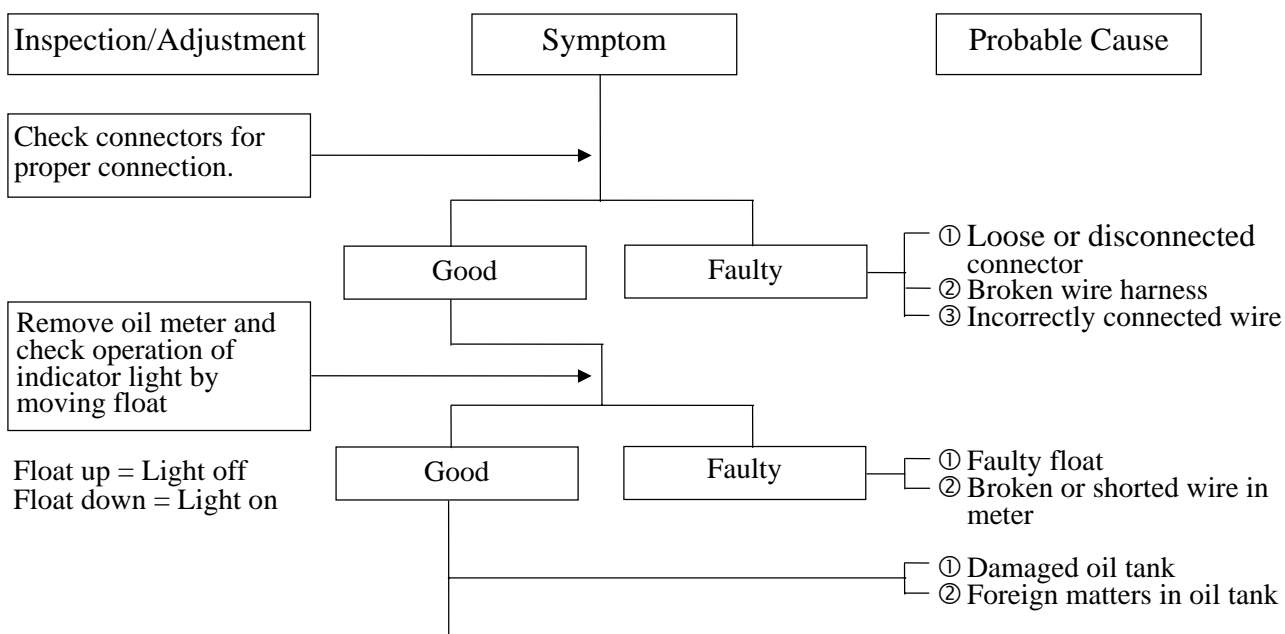 Inspection/Adjustment
Symptom
Probable Cause
Check connectors for
proper connection.
Good
Faulty
① Loose or disconnected
connector
② Broken wire harness
③ Incorrectly connected wire
Remove oil meter and
check operation of
indicator light by
moving float
Float up = Light off
Float down = Light on
Good
Faulty
① Faulty float
② Broken or shorted wire in
meter
① Damaged oil tank
② Foreign matters in oil tank